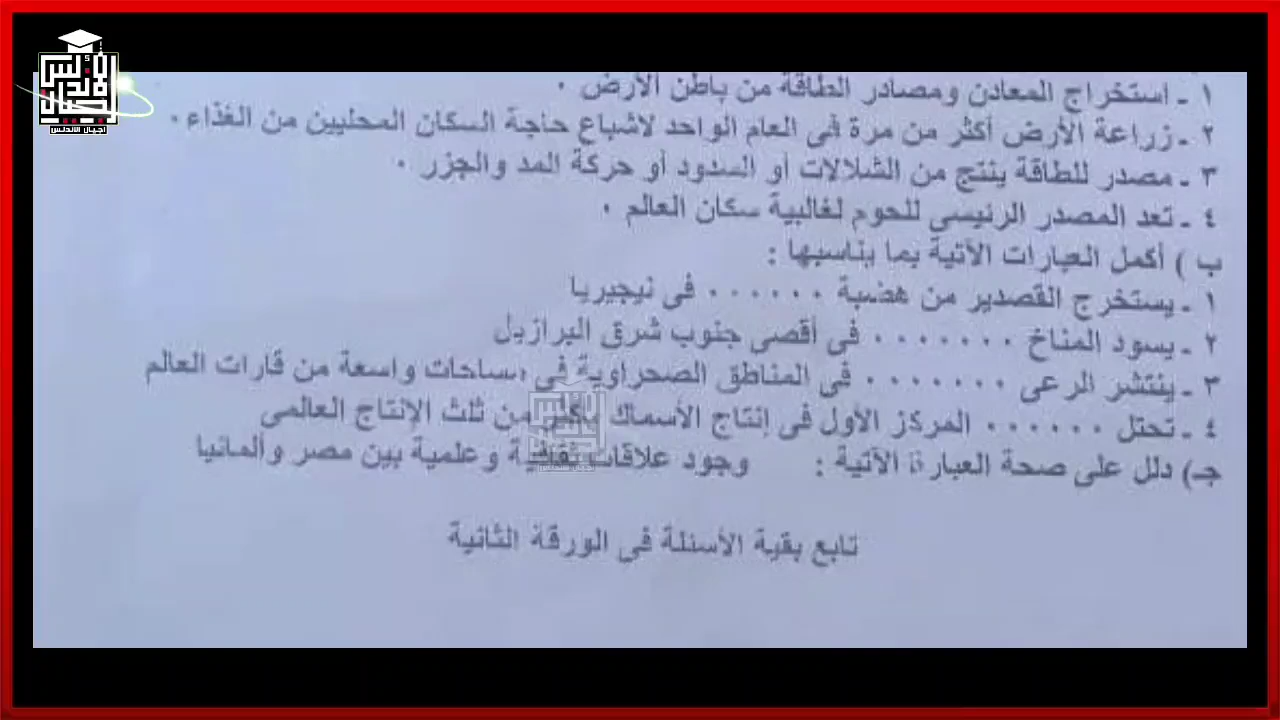 أجيال الأندلس
١ ـ استخراج المعادن ومصادر الطاقة من باطن الأرض .
٢ ـ زراعة الأرض أكثر من مرة فى العام الواحد لاشباع حاجة السكان المحليين من الغذاء .
٣ ـ مصدر للطاقة ينتج من الشلالات أو السدود أو حركة المد والجزر .
٤ ـ تعد المصدر الرئيسى للحوم لغالبية سكان العالم .
ب ) أكمل العبارات الآتية بما يناسبها :
١ ـ يستخرج القصدير من هضبة ٠٠٠٠٠٠ فى نيجيريا
٢ ـ يسود المناخ ٠٠٠٠٠٠٠ فى أقصى جنوب شرق البرازيل
٣ ـ ينتشر الرعى ٠٠٠٠٠٠٠ فى المناطق الصحراوية فى مساحات واسعة من قارات العالم
٤ ـ تحتل ٠٠٠٠٠٠ المركز الأول فى إنتاج الأسماك بأكثر من ثلث الإنتاج العالمى
جـ) دلل على صحة العبارة الآتية : وجود علاقات ثقافية وعلمية بين مصر وألمانيا
تابع بقية الأسئلة فى الورقة الثانية